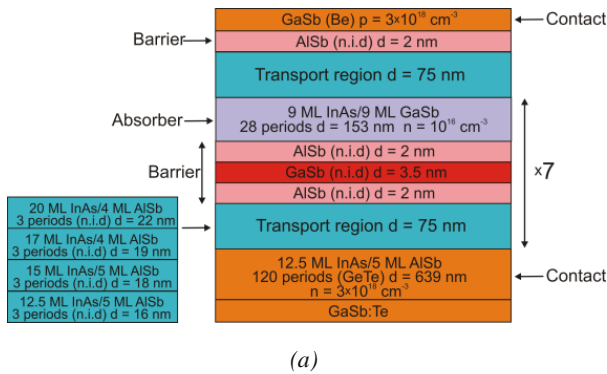 GaSb (Be) p = 3×10¹⁸ cm⁻³
Contact
Barrier
AlSb (n.i.d) d = 2 nm
Transport region d = 75 nm
Absorber
9 ML InAs/9 ML GaSb
28 periods d = 153 nm n = 10¹⁶ cm⁻³
AlSb (n.i.d) d = 2 nm
Barrier
GaSb (n.i.d) d = 3.5 nm
×7
AlSb (n.i.d) d = 2 nm
Transport region d = 75 nm
20 ML InAs/4 ML AlSb
3 periods (n.i.d) d = 22 nm
17 ML InAs/4 ML AlSb
3 periods (n.i.d) d = 19 nm
15 ML InAs/5 ML AlSb
3 periods (n.i.d) d = 18 nm
12.5 ML InAs/5 ML AlSb
3 periods (n.i.d) d = 16 nm
12.5 ML InAs/5 ML AlSb
120 periods (GeTe) d = 639 nm
n = 3×10¹⁸ cm⁻³
Contact
GaSb:Te
(a)